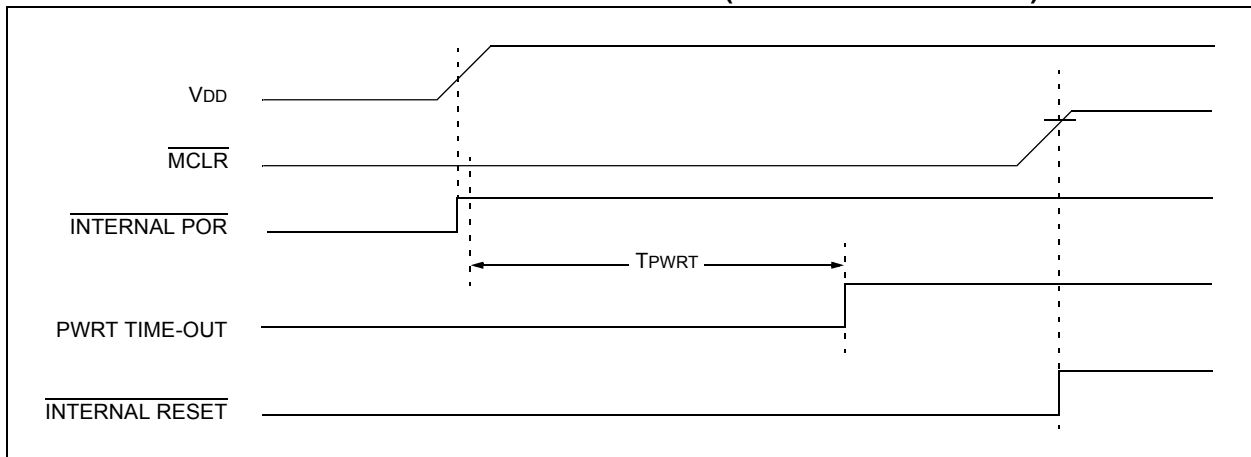 VDD
MCLR
INTERNAL POR
TPWRT
PWRT TIME-OUT
INTERNAL RESET